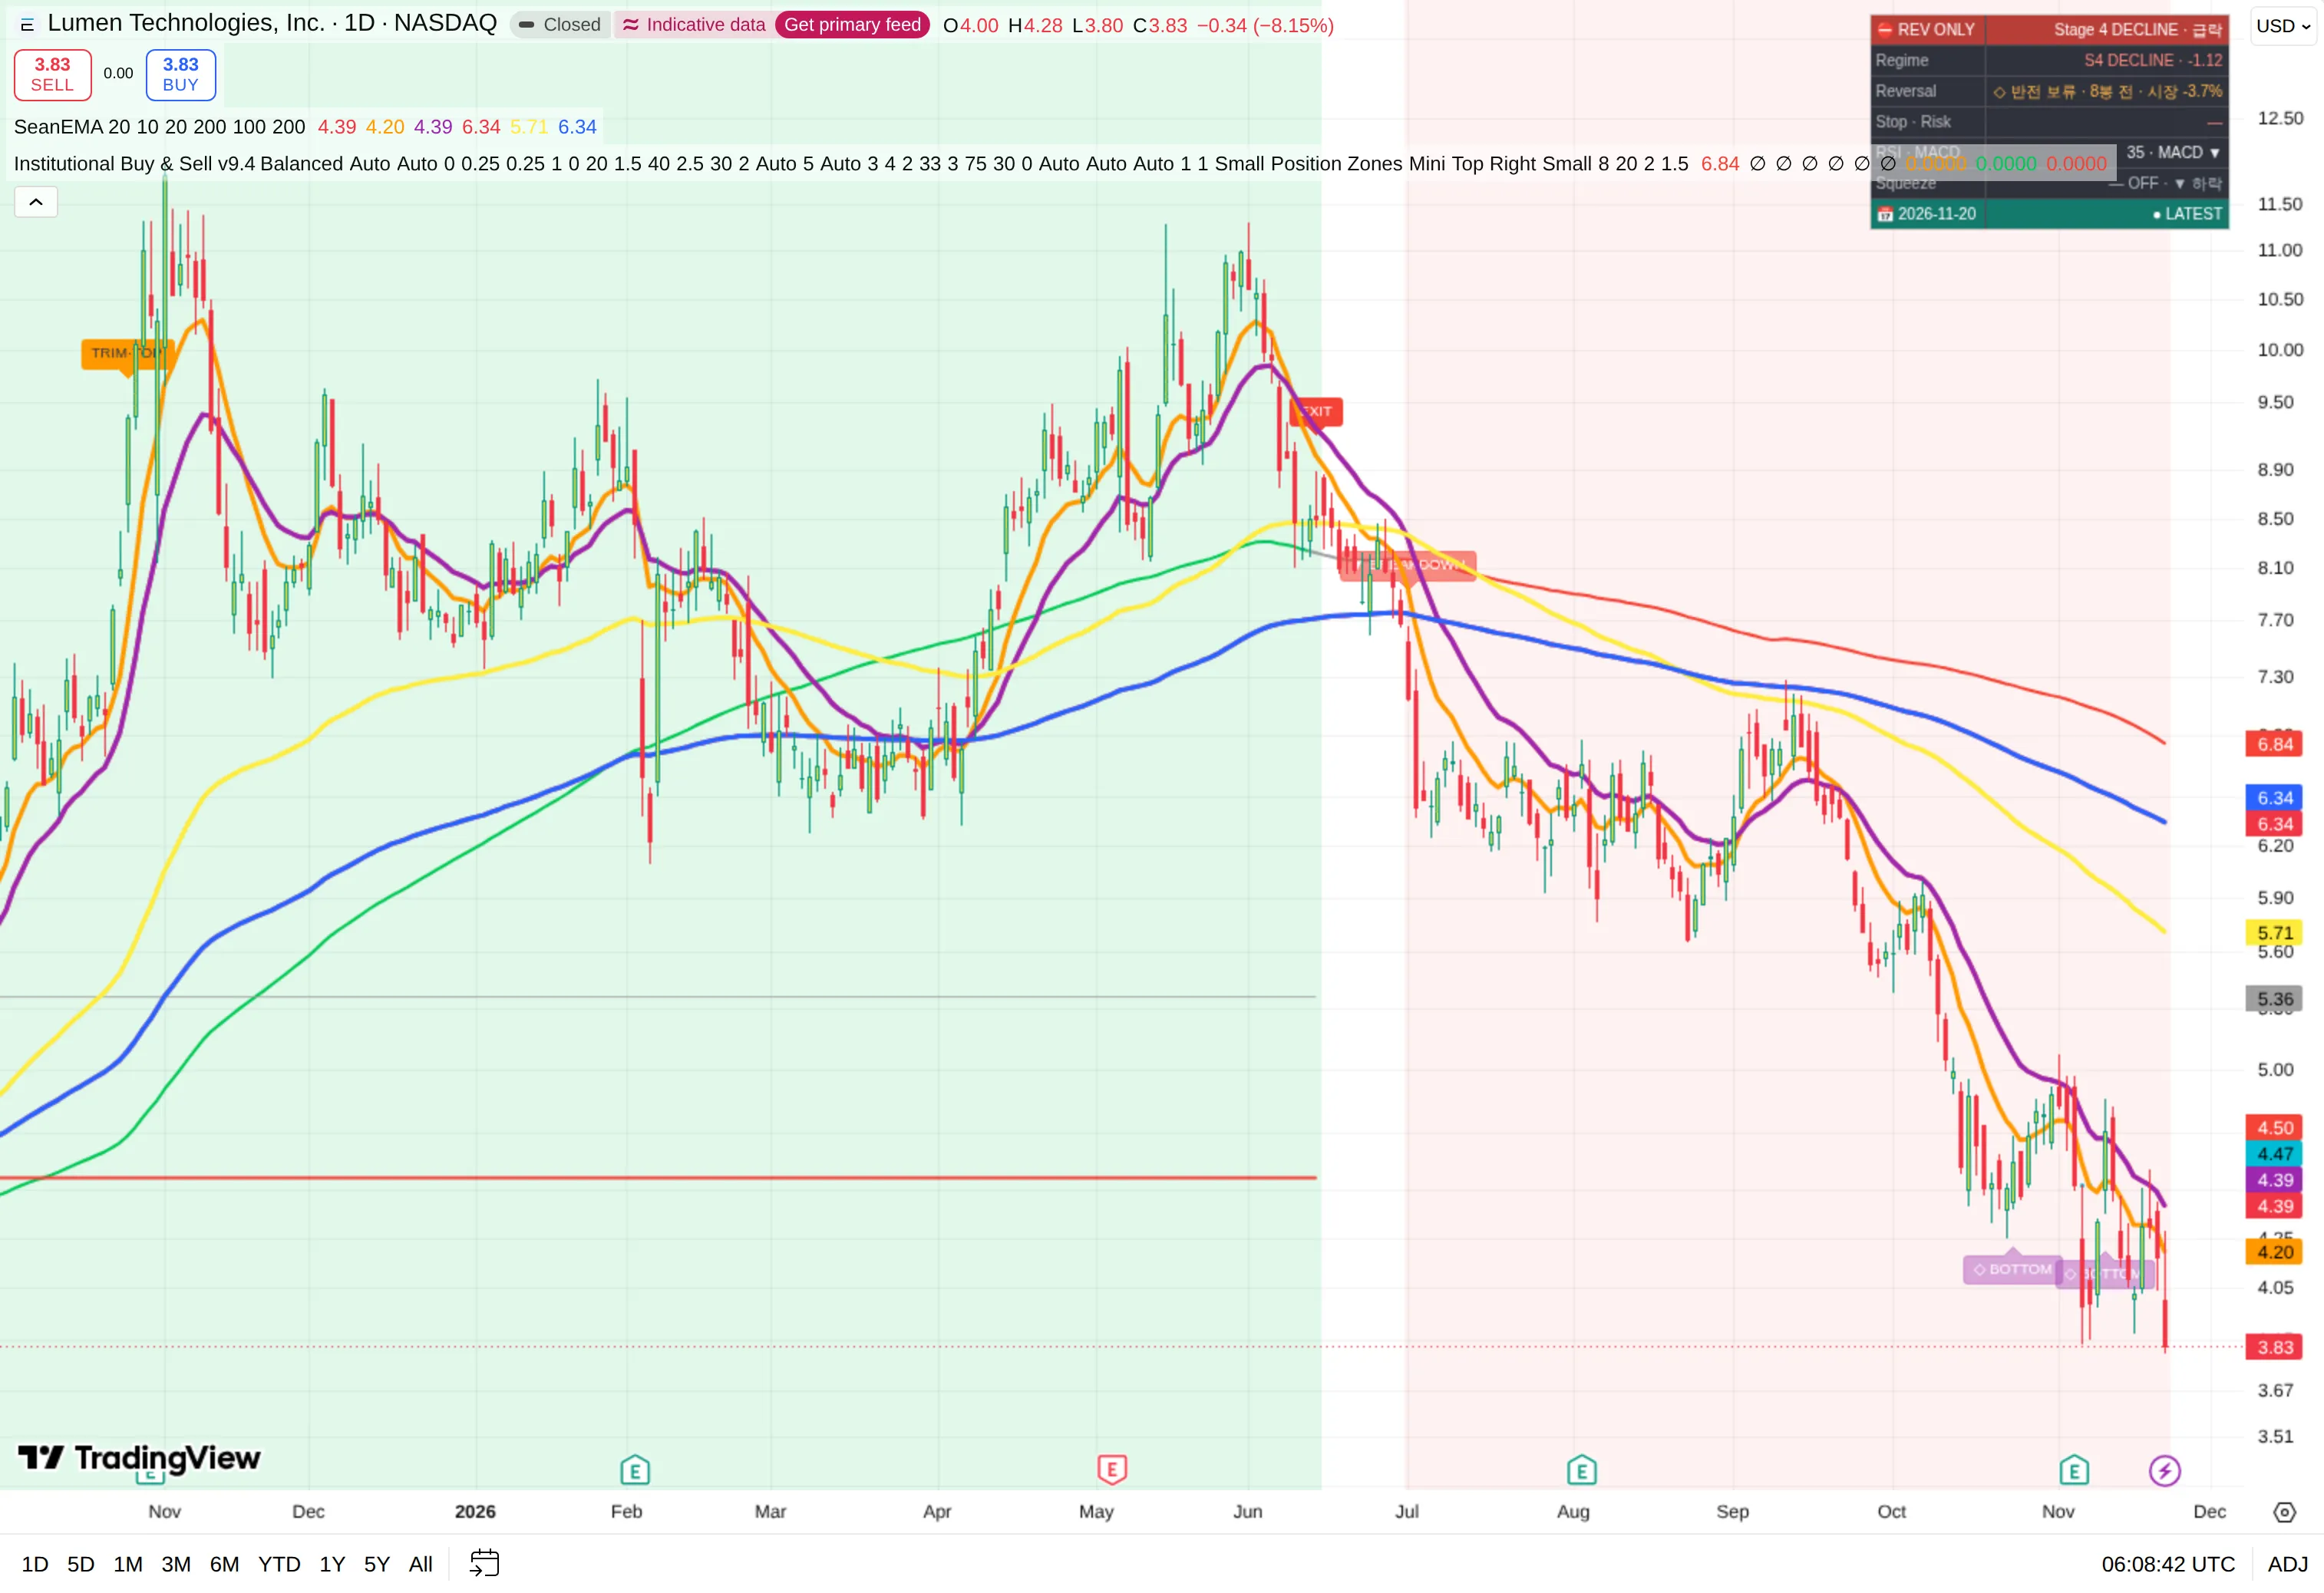 Lumen Technologies, Inc. · 1D · NASDAQ Closed Indicative data Get primary feed O4.00 H4.28 L3.80 C3.83 −0.34 (−8.15%)
3.83 SELL 0.00 3.83 BUY
SeanEMA 20 10 20 200 100 200 4.39 4.20 4.39 6.34 5.71 6.34
Institutional Buy & Sell v9.4 Balanced Auto Auto 0 0.25 0.25 1 0 20 1.5 40 2.5 30 2 Auto 5 Auto 3 4 2 33 3 75 30 0 Auto Auto Auto 1 1 Small Position Zones Mini Top Right Small 8 20 2 1.5 6.84 ∅ ∅ ∅ ∅ ∅ ∅ 0.0000 0.0000 0.0000
REV ONLY Stage 4 DECLINE · 급락
Regime S4 DECLINE · -1.12
Reversal ◇ 반전 보류 · 8봉 전 · 시장 -3.7%
Stop · Risk —
RSI · MACD 35 · MACD ▼
Squeeze — OFF · ▼ 하락
2026-11-20 ● LATEST
USD
12.50
11.50
11.00
10.50
10.00
9.50
8.90
8.50
8.10
7.70
7.30
6.84
6.34
6.34
6.20
5.90
5.71
5.60
5.36
5.00
4.50
4.47
4.39
4.39
4.20
4.05
3.83
3.67
3.51
TRIM-TOP
EXIT
◇ BOTTOM
◇ BOTTOM
TradingView
E E E E E
Nov Dec 2026 Feb Mar Apr May Jun Jul Aug Sep Oct Nov Dec
1D 5D 1M 3M 6M YTD 1Y 5Y All
06:08:42 UTC ADJ